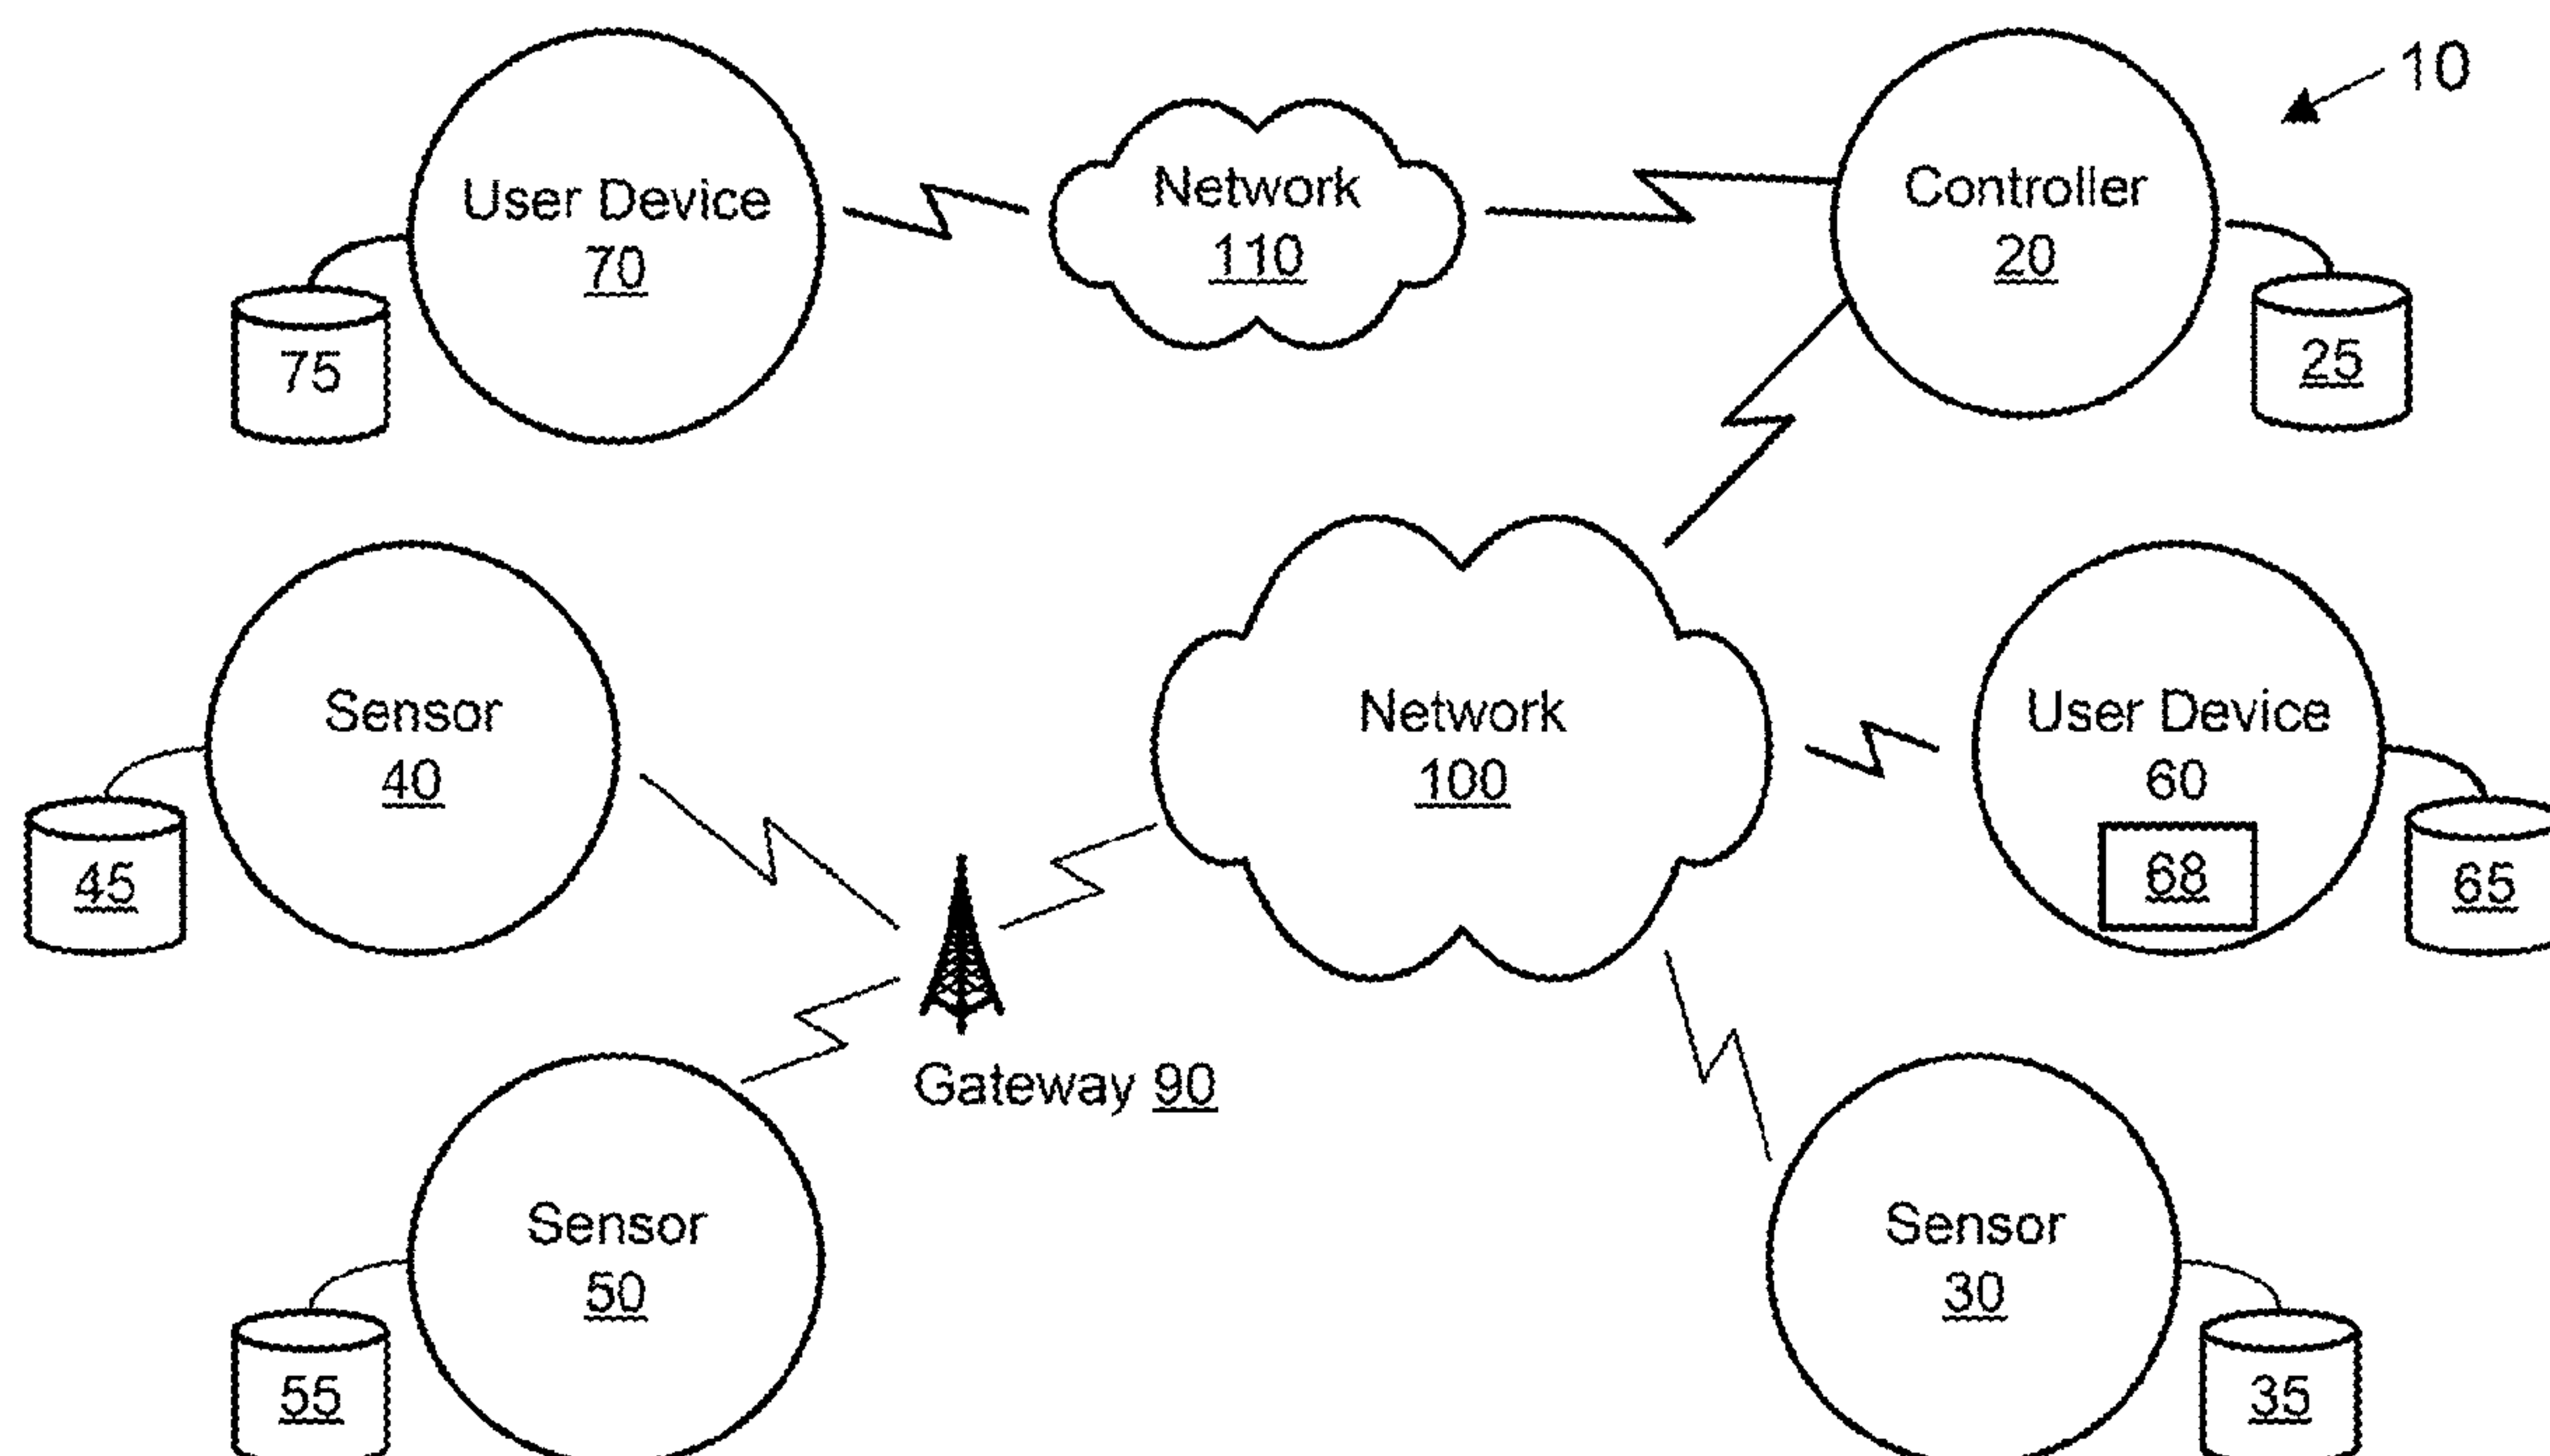 10
User Device
70
75
Network
110
Controller
20
25
Sensor
40
45
Network
100
User Device
60
68
65
Gateway 90
Sensor
50
55
Sensor
30
35